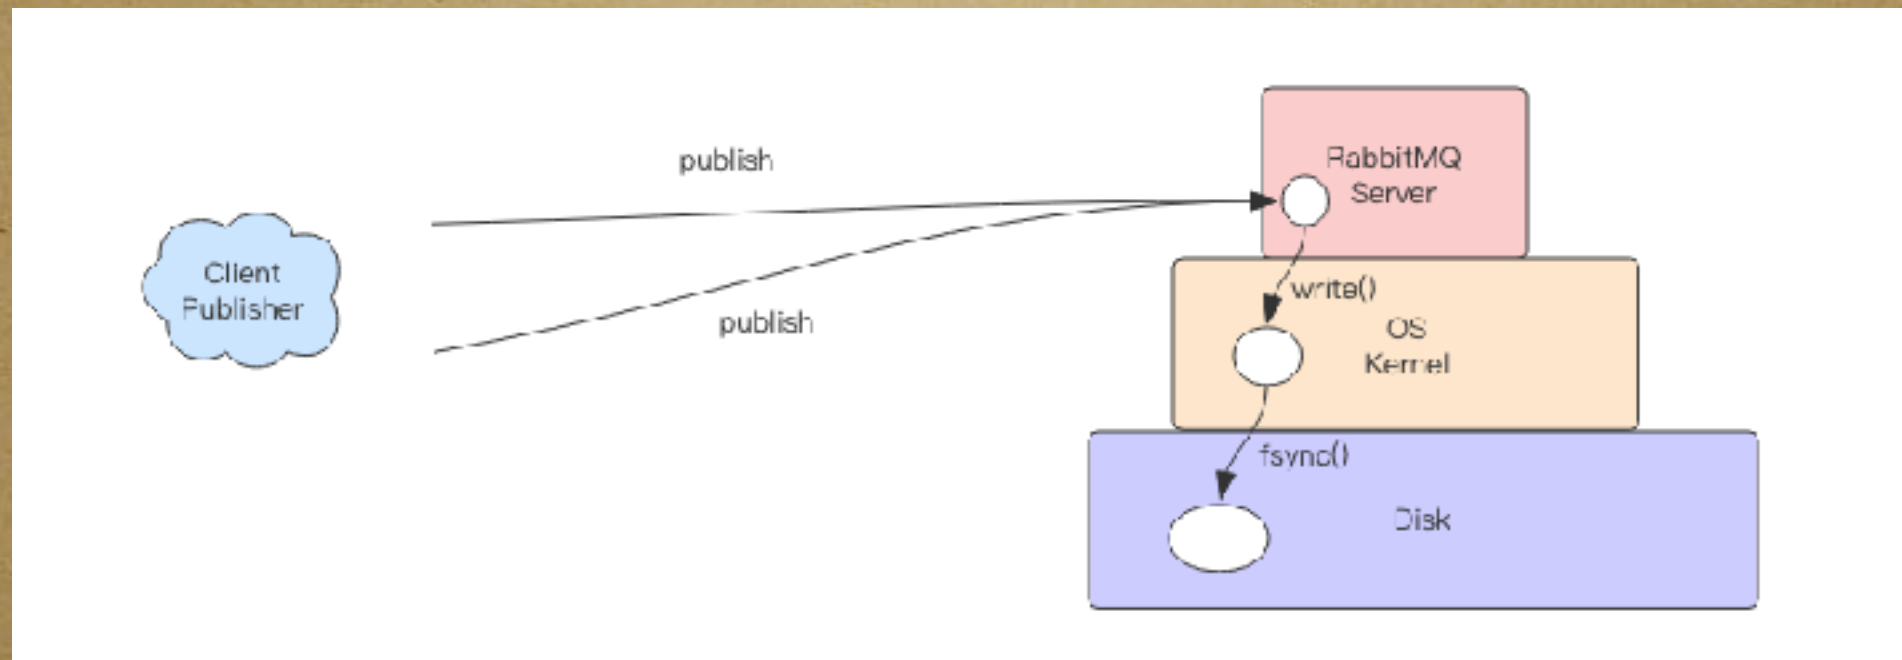 publish
RabbitMQ
Server
Client
Publisher
write()
publish
OS
Kernel
fsync()
Disk